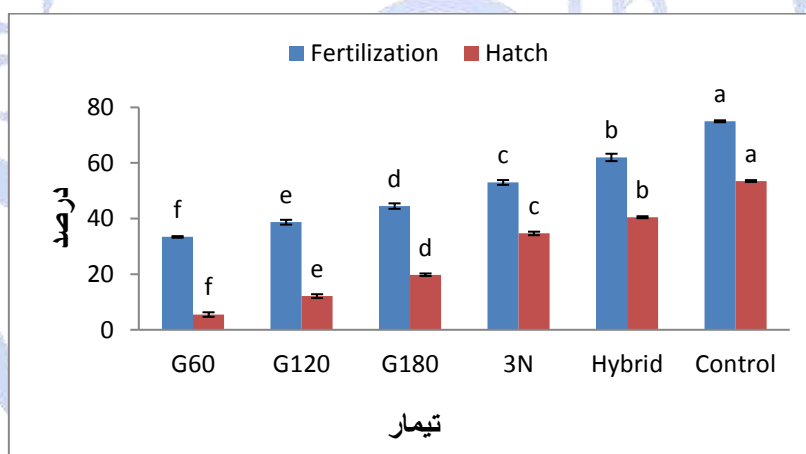 Fertilization Hatch
درصد
80
60
40
20
0
f f
e e
d d
c c
b b
a a
G60 G120 G180 3N Hybrid Control
تیمار